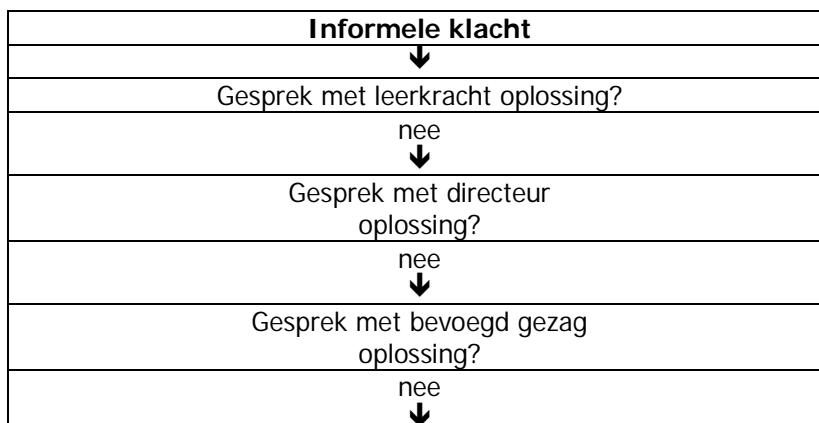 Informele klacht
Gesprek met leerkracht oplossing?
nee
Gesprek met directeur
oplossing?
nee
Gesprek met bevoegd gezag
oplossing?
nee